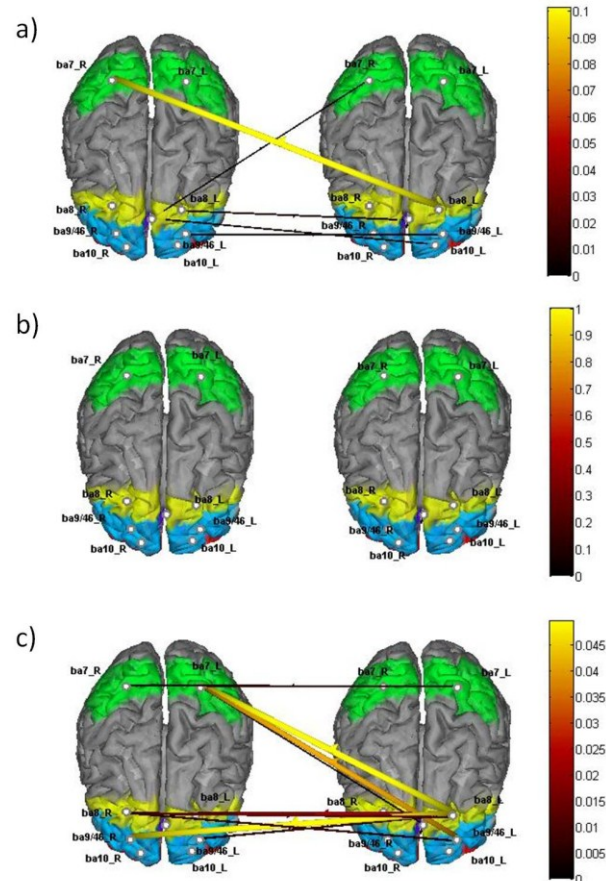 a)
ba7_R
ba7_L
ba8_R
ba8_L
ba9/46_R
ba9/46_L
ba10_R
ba10_L
ba7_R
ba7_L
ba8_R
ba8_L
ba9/46_R
ba9/46_L
ba10_R
ba10_L
0.1
0.09
0.08
0.07
0.06
0.05
0.04
0.03
0.02
0.01
0
b)
ba7_R
ba7_L
ba8_R
ba8_L
ba9/46_R
ba9/46_L
ba10_R
ba10_L
ba7_R
ba7_L
ba8_R
ba8_L
ba9/46_R
ba9/46_L
ba10_R
ba10_L
1
0.9
0.8
0.7
0.6
0.5
0.4
0.3
0.2
0.1
0
c)
ba7_R
ba7_L
ba8_R
ba8_L
ba9/46_R
ba9/46_L
ba10_R
ba10_L
ba7_R
ba7_L
ba8_R
ba8_L
ba9/46_R
ba9/46_L
ba10_R
ba10_L
0.045
0.04
0.035
0.03
0.025
0.02
0.015
0.01
0.005
0